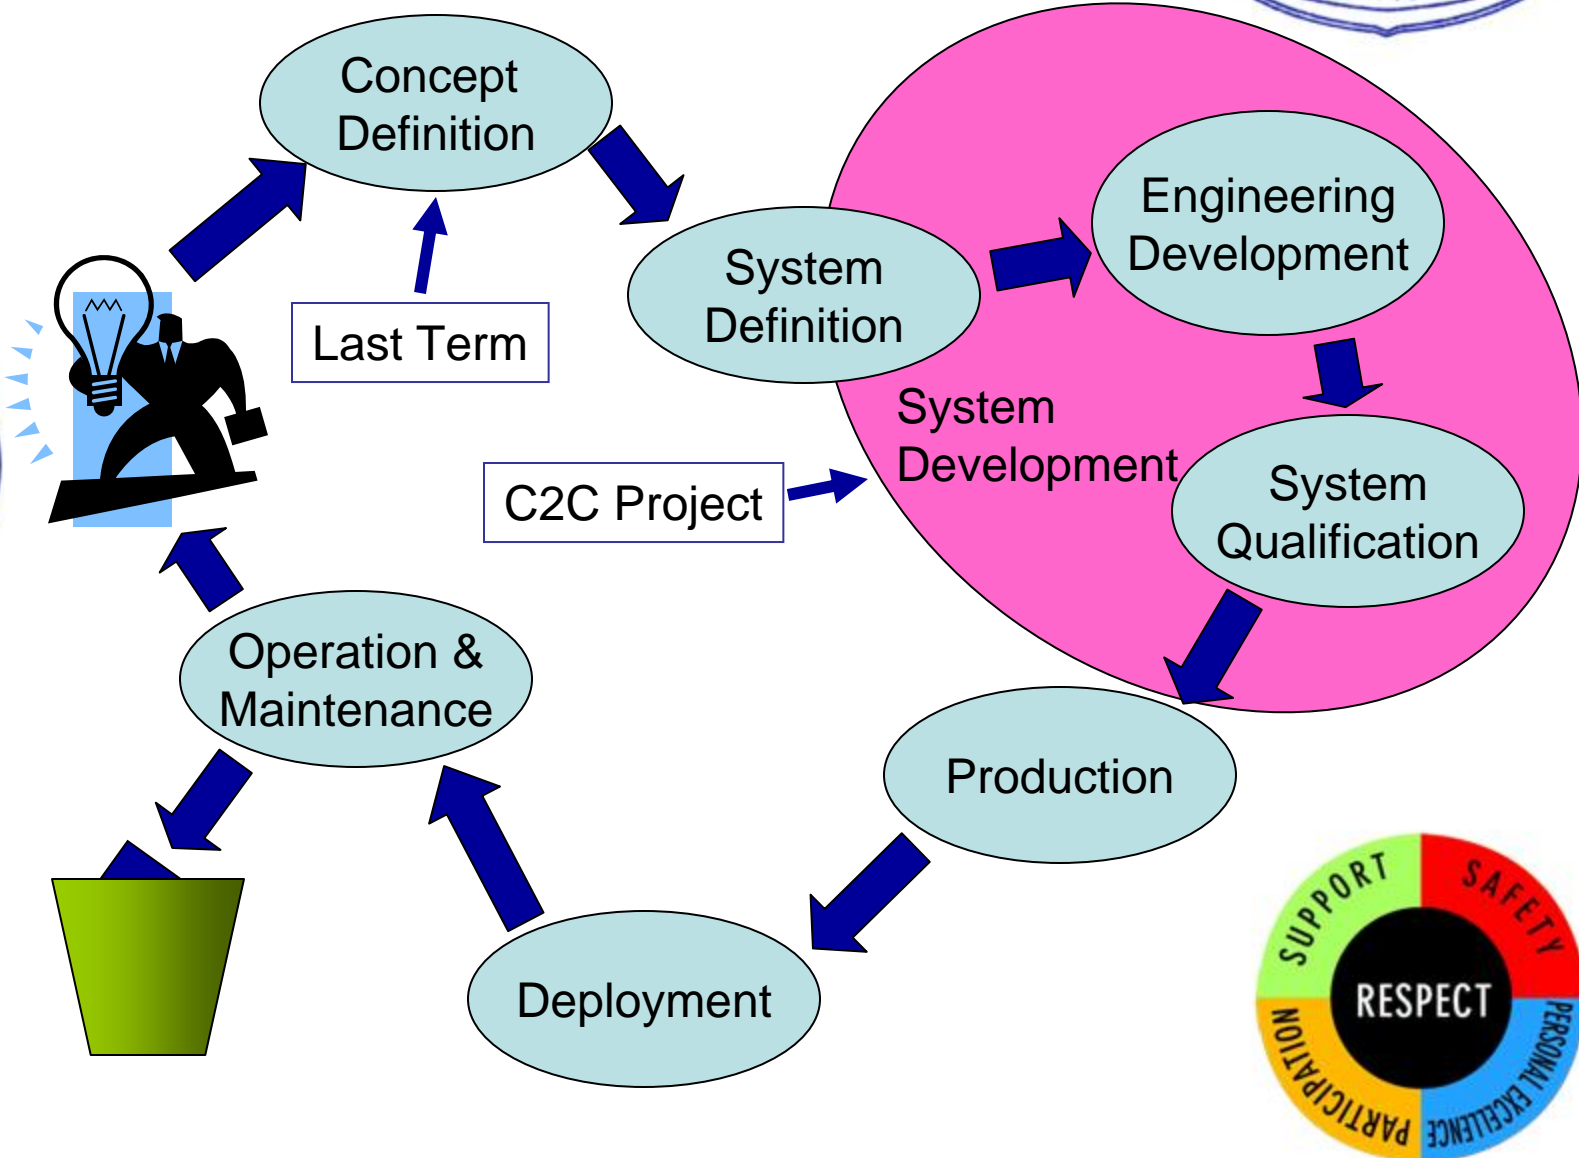 Concept
Definition
Engineering
Development
System
Definition
Last Term
System
Development
C2C Project
System
Qualification
Operation &
Maintenance
Production
Deployment
SUPPORT
SAFETY
RESPECT
PARTICIPATION
PERSONAL EXCELLENCE